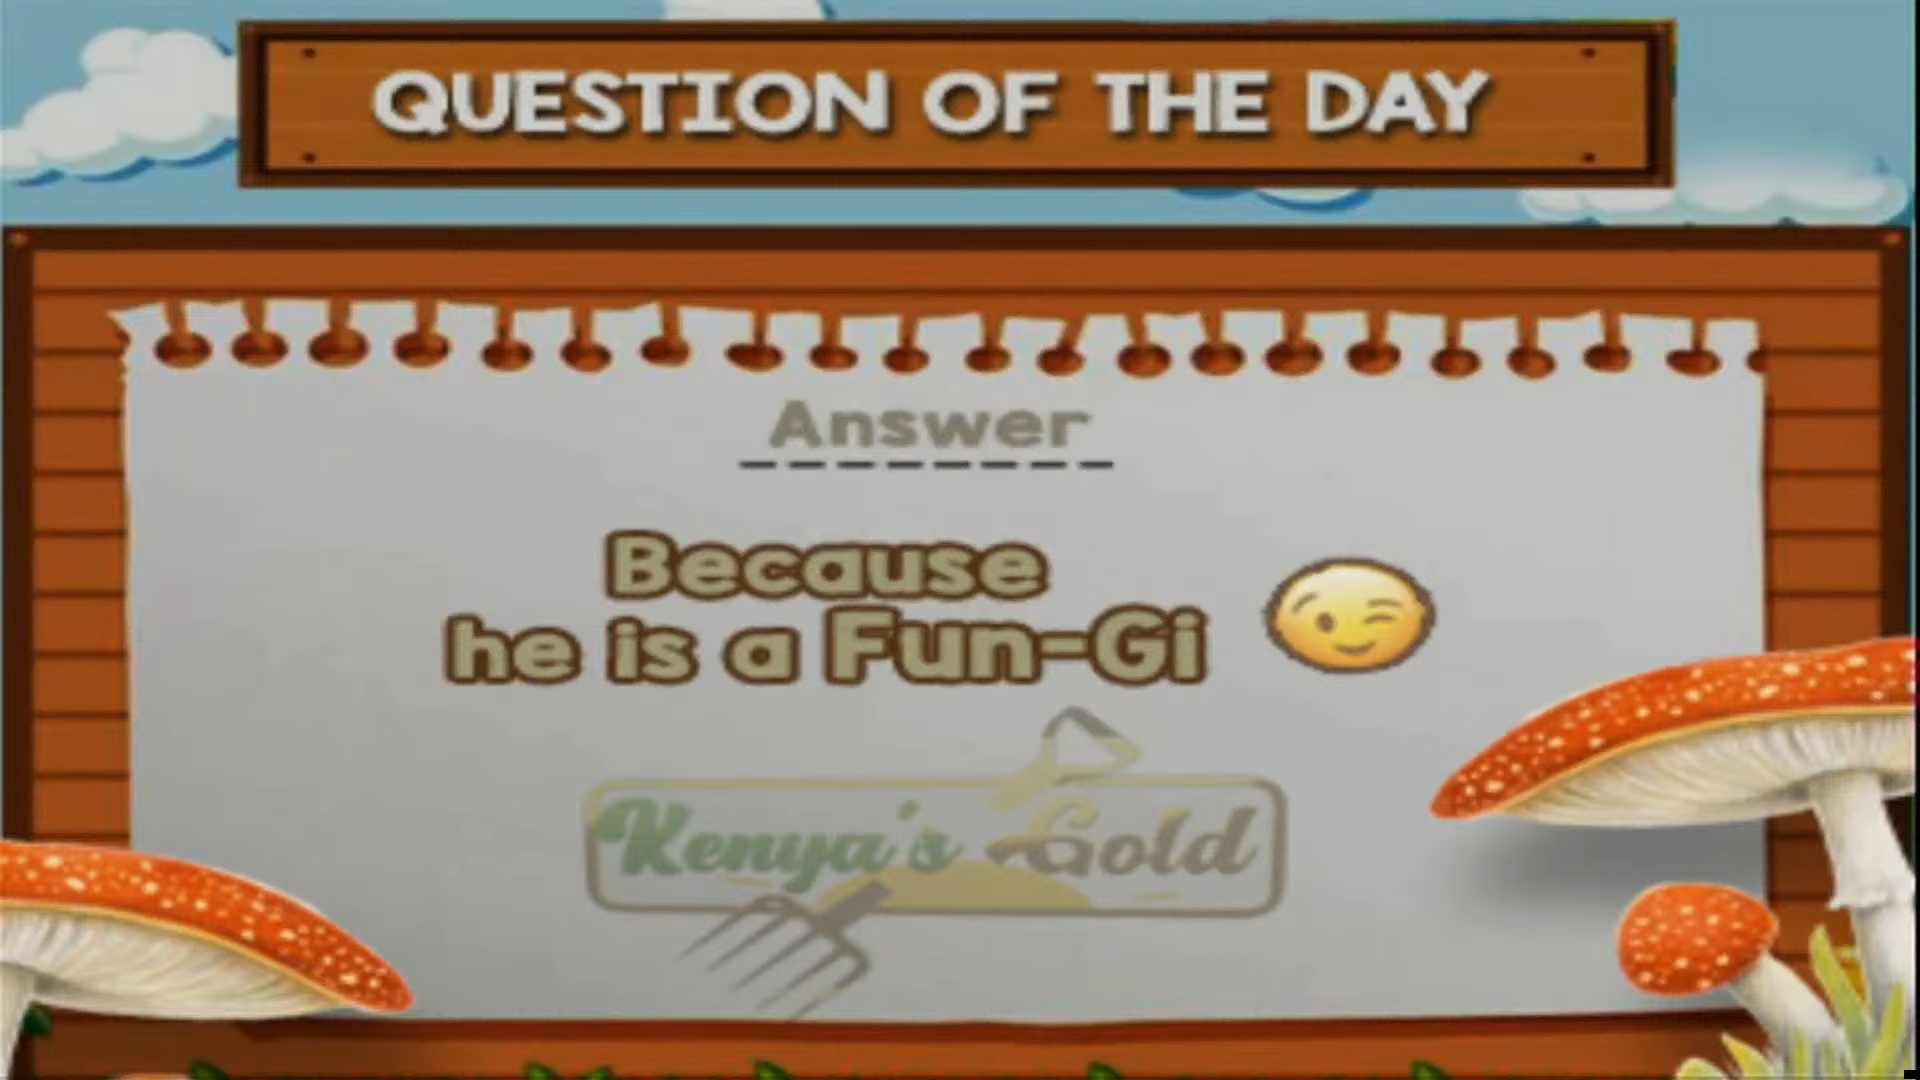 QUESTION OF THE DAY
Answer
Because
he is a Fun-Gi
Kenya's Gold